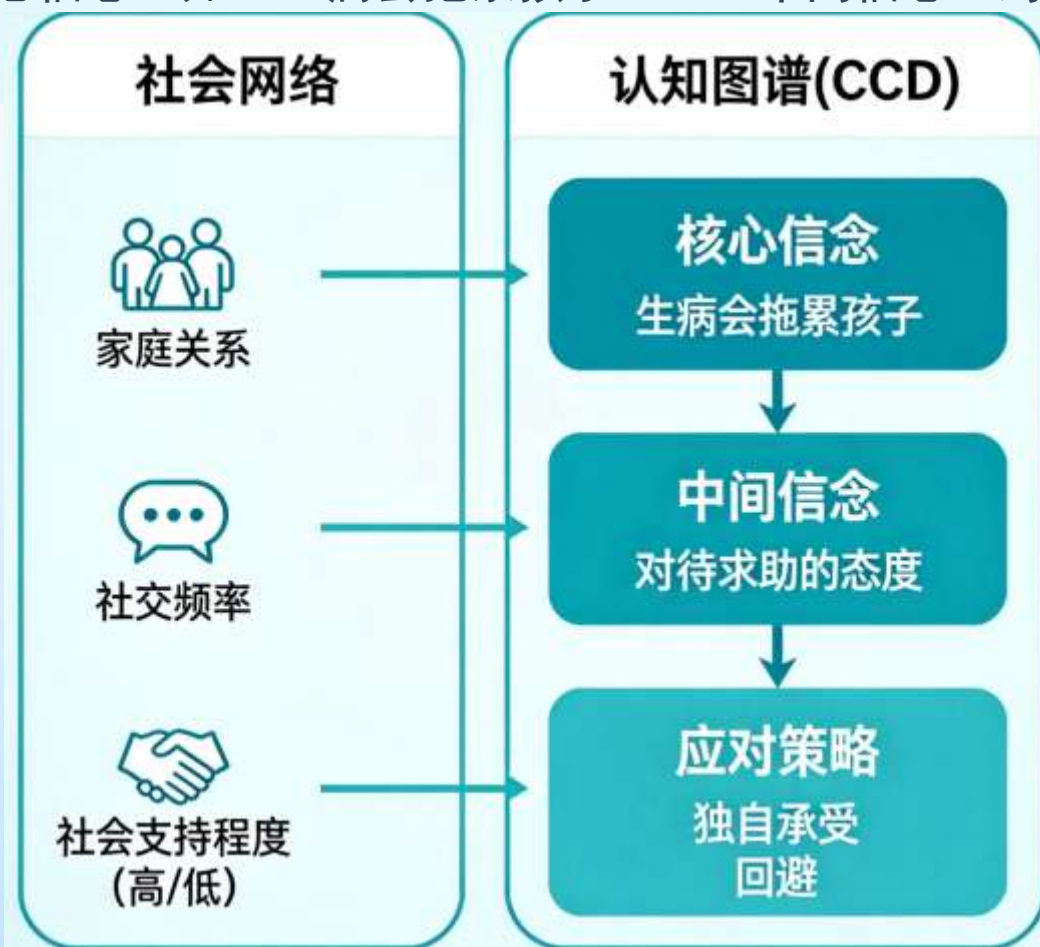 社会网络
家庭关系
社交频率
社会支持程度
(高/低)
认知图谱(CCD)
核心信念
生病会拖累孩子
中间信念
对待求助的态度
应对策略
独自承受
回避